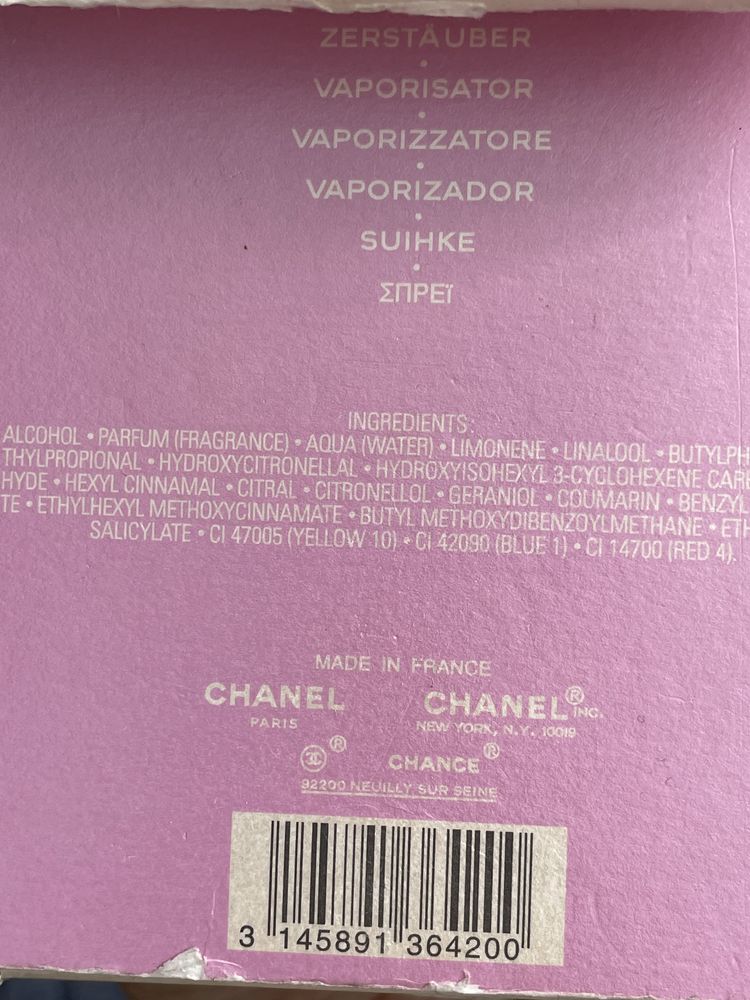 ZERSTÄUBER
VAPORISATOR
VAPORIZZATORE
VAPORIZADOR
SUIHKE
ΣΠΡΕΪ
INGREDIENTS:
ALCOHOL • PARFUM (FRAGRANCE) • AQUA (WATER) • LIMONENE • LINALOOL • BUTYLPH
THYLPROPIONAL • HYDROXYCITRONELLAL • HYDROXYISOHEXYL 3-CYCLOHEXENE CAR
HYDE • HEXYL CINNAMAL • CITRAL • CITRONELLOL • GERANIOL • COUMARIN • BENZYL
TE • ETHYLHEXYL METHOXYCINNAMATE • BUTYL METHOXYDIBENZOYLMETHANE • ETH
SALICYLATE • CI 47005 (YELLOW 10) • CI 42090 (BLUE 1) • CI 14700 (RED 4).
MADE IN FRANCE
CHANEL CHANEL® INC.
PARIS NEW YORK, N.Y. 10019
® CHANCE®
92200 NEUILLY SUR SEINE
3 145891 364200